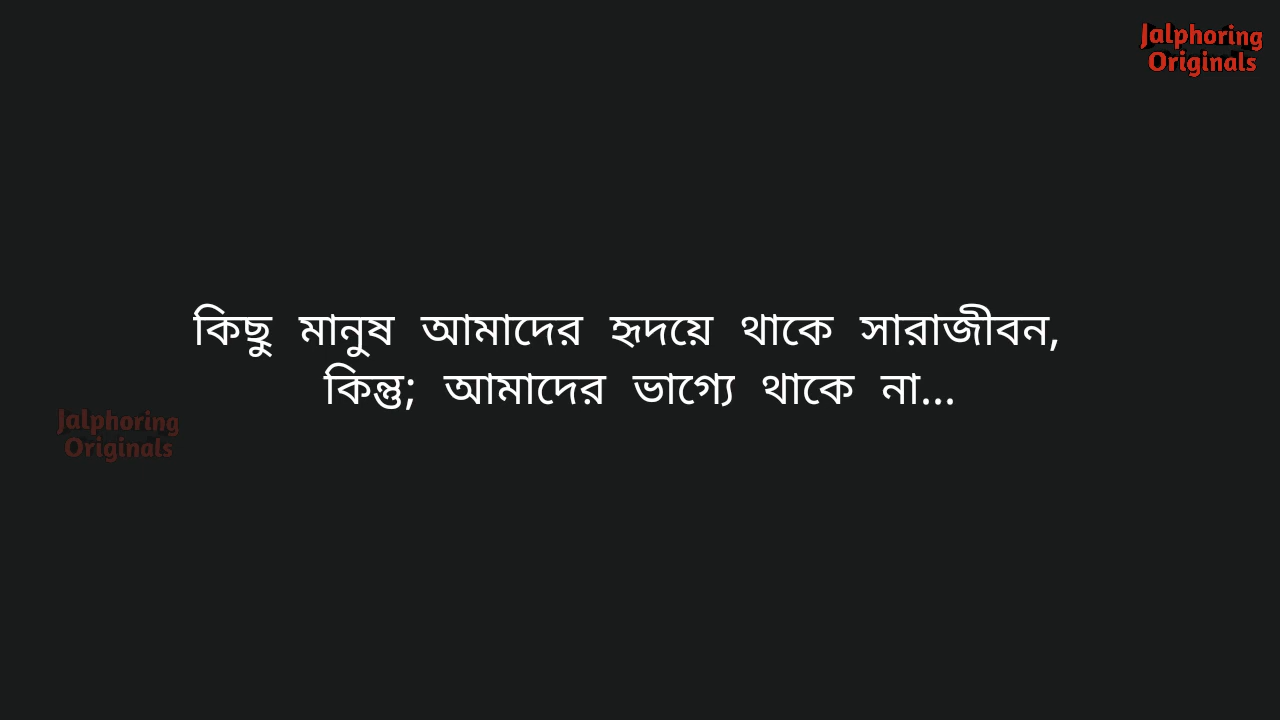 Jalphoring
Originals
কিছু মানুষ আমাদের হৃদয়ে থাকে সারাজীবন,
কিন্তু; আমাদের ভাগ্যে থাকে না...
Jalphoring
Originals